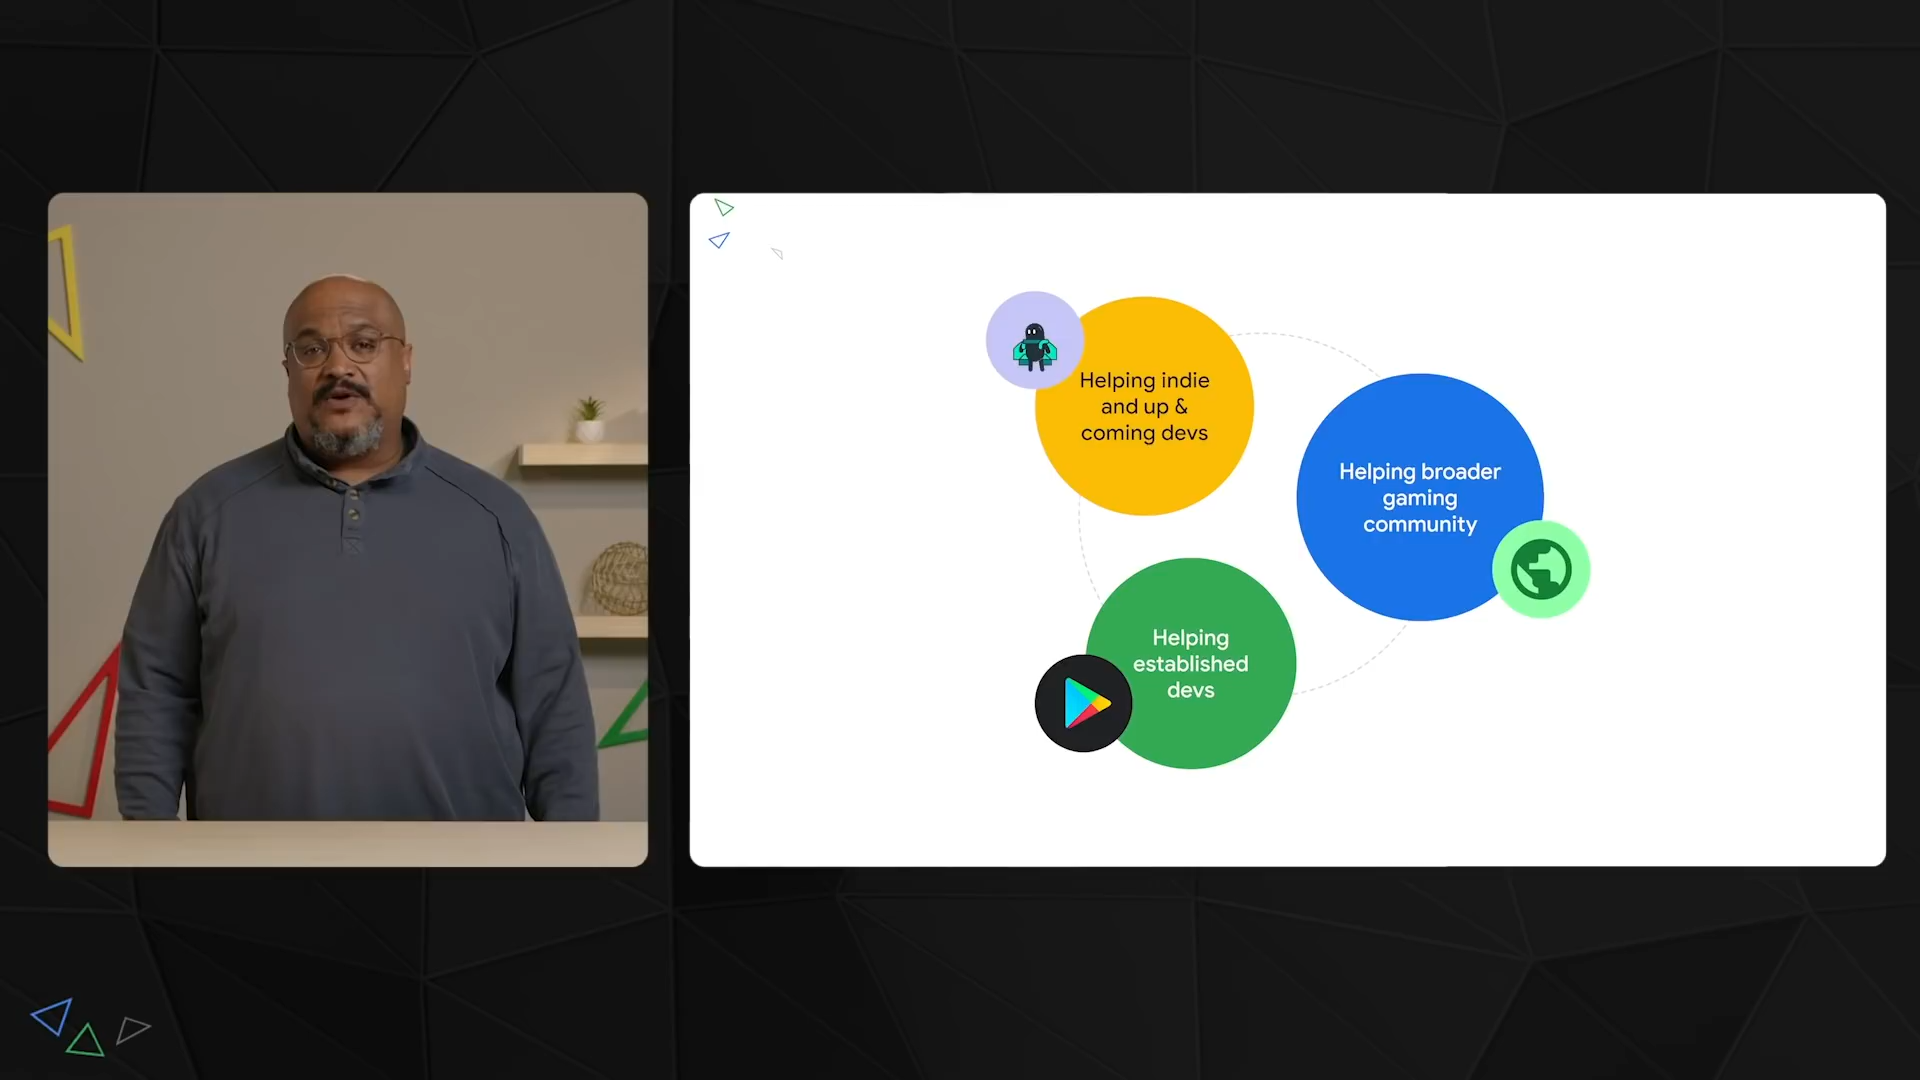 Helping indie
and up &
coming devs
Helping broader
gaming
community
Helping
established
devs